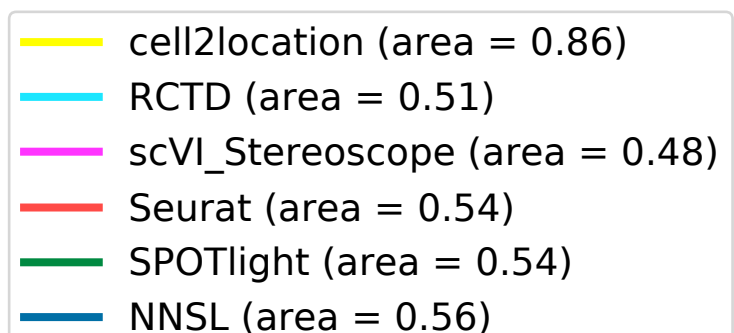 cell2location (area = 0.86)
RCTD (area = 0.51)
scVI_Stereoscope (area = 0.48)
Seurat (area = 0.54)
SPOTlight (area = 0.54)
NNSL (area = 0.56)